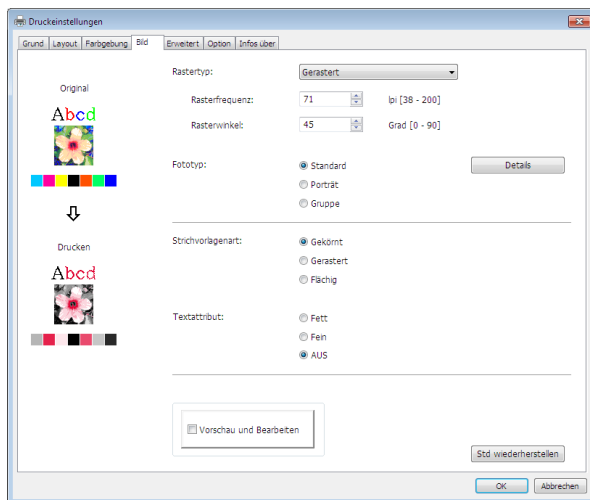 Druckeinstellungen
Grund Layout Farbgebung Bild Erweitert Option Infos über
Original
Abcd
Drucken
Abcd
Rastertyp: Gerastert
Rasterfrequenz: 71 lpi [38 - 200]
Rasterwinkel: 45 Grad [0 - 90]
Fototyp: Standard Details
Porträt
Gruppe
Strichvorlagenart: Gekörnt
Gerastert
Flächig
Textattribut: Fett
Fein
AUS
Vorschau und Bearbeiten
Std wiederherstellen
OK Abbrechen